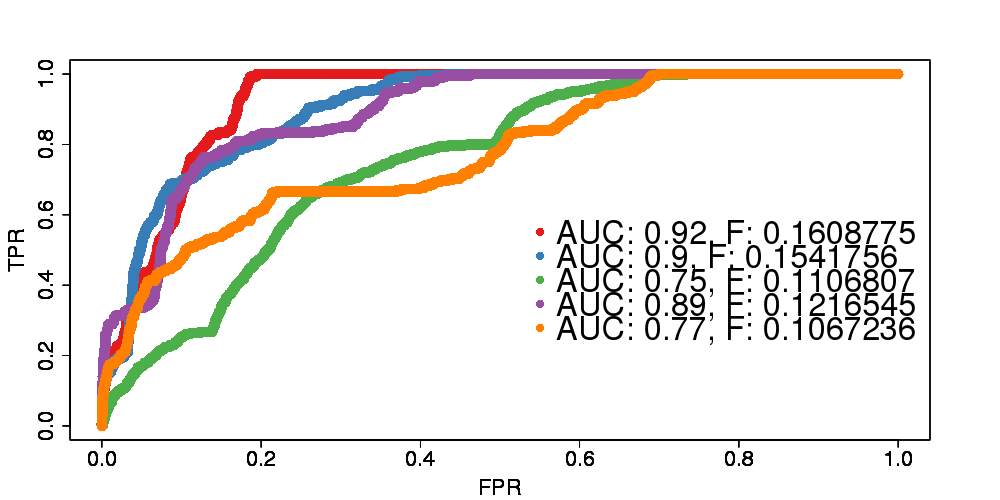 1.0
0.8
0.6
0.4
0.2
0.0
TPR
AUC: 0.92, F: 0.1608775
AUC: 0.9, F: 0.1541756
AUC: 0.75, F: 0.1106807
AUC: 0.89, F: 0.1216545
AUC: 0.77, F: 0.1067236
0.0 0.2 0.4 0.6 0.8 1.0
FPR